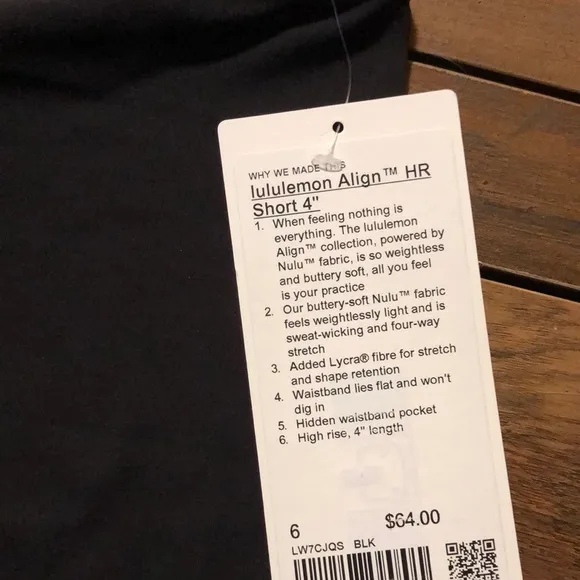 WHY WE MADE THIS
lululemon Align™ HR
Short 4"
1. When feeling nothing is
everything. The lululemon
Align™ collection, powered by
Nulu™ fabric, is so weightless
and buttery soft, all you feel
is your practice
2. Our buttery-soft Nulu™ fabric
feels weightlessly light and is
sweat-wicking and four-way
stretch
3. Added Lycra® fibre for stretch
and shape retention
4. Waistband lies flat and won't
dig in
5. Hidden waistband pocket
6. High rise, 4" length
6 $64.00
LW7CJQS BLK